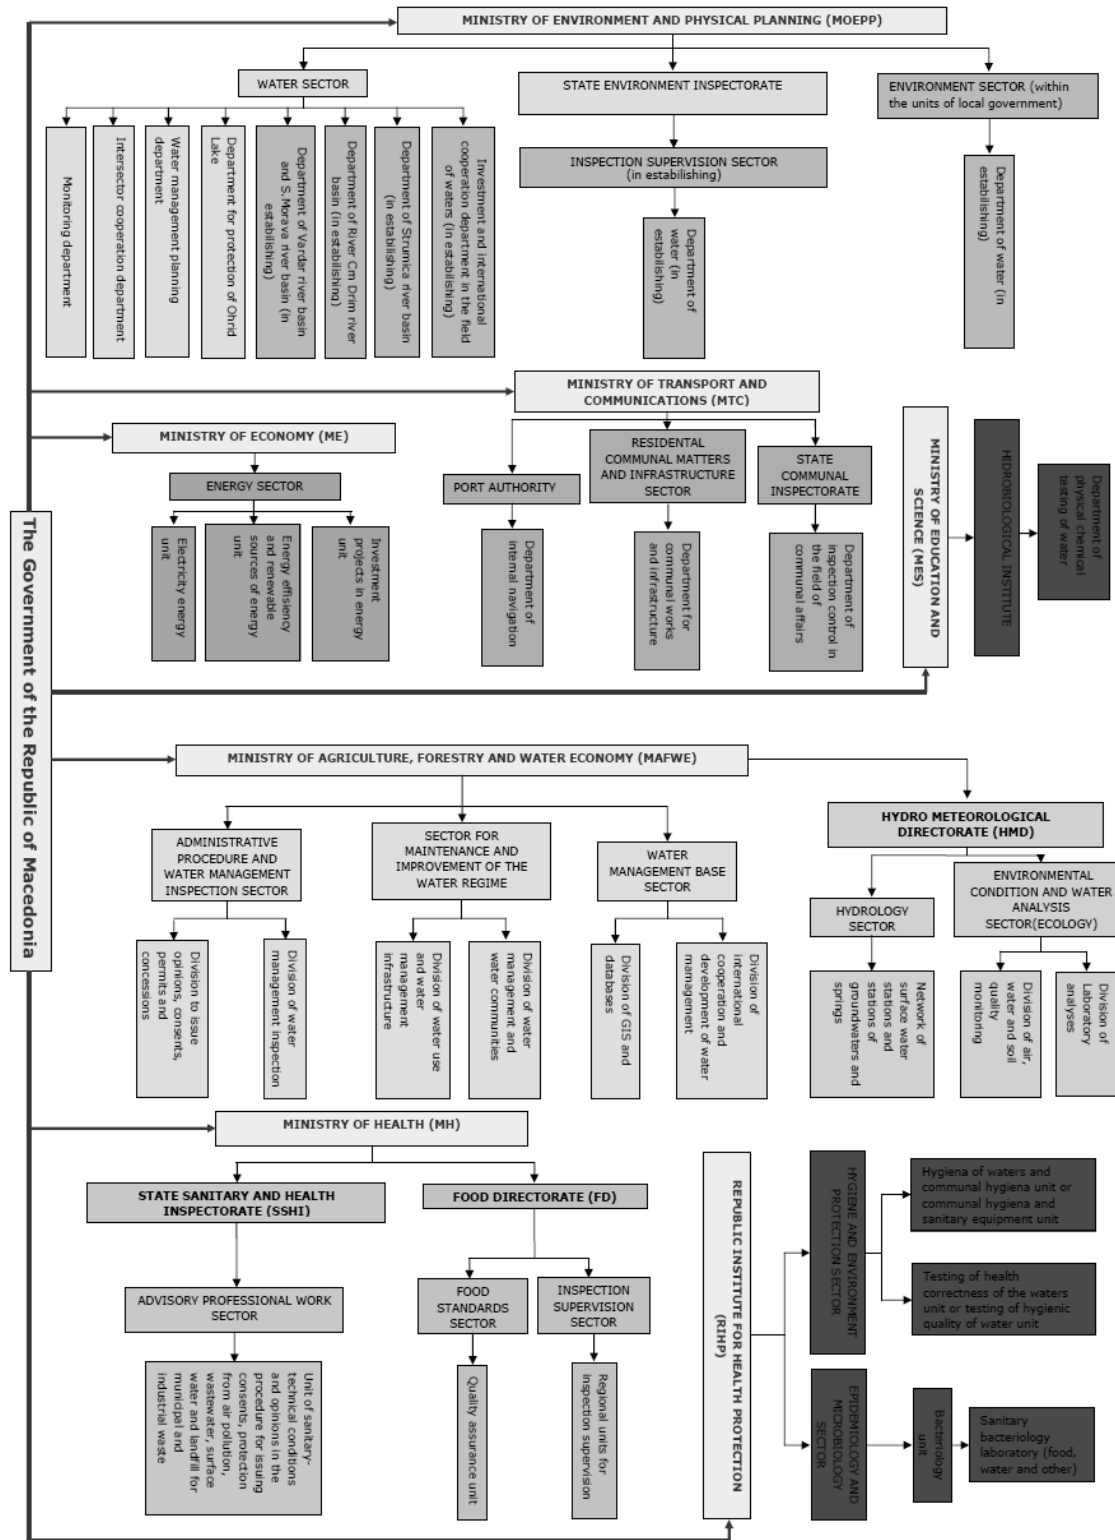 MINISTRY OF ENVIRONMENT AND PHYSICAL PLANNING (MOEPP)
WATER SECTOR
STATE ENVIRONMENT INSPECTORATE
ENVIRONMENT SECTOR (within
the units of local government)
INSPECTION SUPERVISION SECTOR
(in establishing)
Monitoring department
Intersector cooperation department
Water management planning
department
Department for protection of Ohrid
Lake
Department of Vardar river basin
and S.Morava river basin (in
estabilishing)
Department of River Crn Drim river
basin (in estabilishing)
Department of Strumica river basin
(in estabilishing)
Investment and international
cooperation department in the field
of waters (in establishing)
Department of
water (in
estabilishing)
Department of water (in
estabilishing)
MINISTRY OF TRANSPORT AND
COMMUNICATIONS (MTC)
MINISTRY OF ECONOMY (ME)
ENERGY SECTOR
Electricity energy
unit
Energy effisiency
and renewable
sources of energy
unit
Investment
projects in energy
unit
PORT AUTHORITY
RESIDENTAL
COMMUNAL MATTERS
AND INFRASTRUCTURE
SECTOR
STATE
COMMUNAL
INSPECTORATE
Department of
internal navigation
Department for
communal works
and infrastructure
Department of
inspection control in
the field of
communal affairs
MINISTRY OF EDUCATION AND
SCIENCE (MES)
HIDROBIOLOGICAL INSTITUTE
Department of
physical chemical
testing of water
The Government of the Republic of Macedonia
MINISTRY OF AGRICULTURE, FORESTRY AND WATER ECONOMY (MAFWE)
ADMINISTRATIVE
PROCEDURE AND
WATER MANAGEMENT
INSPECTION SECTOR
SECTOR FOR
MAINTENANCE AND
IMPROVEMENT OF THE
WATER REGIME
WATER
MANAGEMENT BASE
SECTOR
HYDRO METEOROLOGICAL
DIRECTORATE (HMD)
HYDROLOGY
SECTOR
ENVIRONMENTAL
CONDITION AND WATER
ANALYSIS
SECTOR(ECOLOGY)
Division to issue
opinions, consents,
permits and
concessions
Division of water
management inspection
Division of water use
and water
management
infrastructure
Division of water
management and
water communities
Division of GIS and
databases
Division of
international
cooperation and
development of water
mamagement
Network of
surface water
stations and
stations of
groundwaters and
springs
Division of air,
water and soil
quality
monitoring
Division of
Laboratory
analyses
MINISTRY OF HEALTH (MH)
STATE SANITARY AND HEALTH
INSPECTORATE (SSHI)
FOOD DIRECTORATE (FD)
ADVISORY PROFESSIONAL WORK
SECTOR
FOOD
STANDARDS
SECTOR
INSPECTION
SUPERVISION
SECTOR
Unit of sanitary-
technical conditions
and opinions in the
procedure for issuing
consents, protection
from air pollution,
wastewater, surface
water and landfill for
municipal and
industrial waste
Quality assurance unit
Regional units for
inspection supervision
REPUBLIC INSTITUTE FOR HEALTH PROTECTION
(RIHP)
HYGIENE AND ENVIRONMENT
PROTECTION SECTOR
Hygiena of waters and
communal hygiena unit or
communal hygiena and
sanitary equipment unit
Testing of health
correctness of the waters
unit or testing of hygienic
quality of water unit
EPIDEMIOLOGY AND
MICROBIOLOGY
SECTOR
Bacteriology
unit
Sanitary
bacteriology
laboratory (food,
water and other)